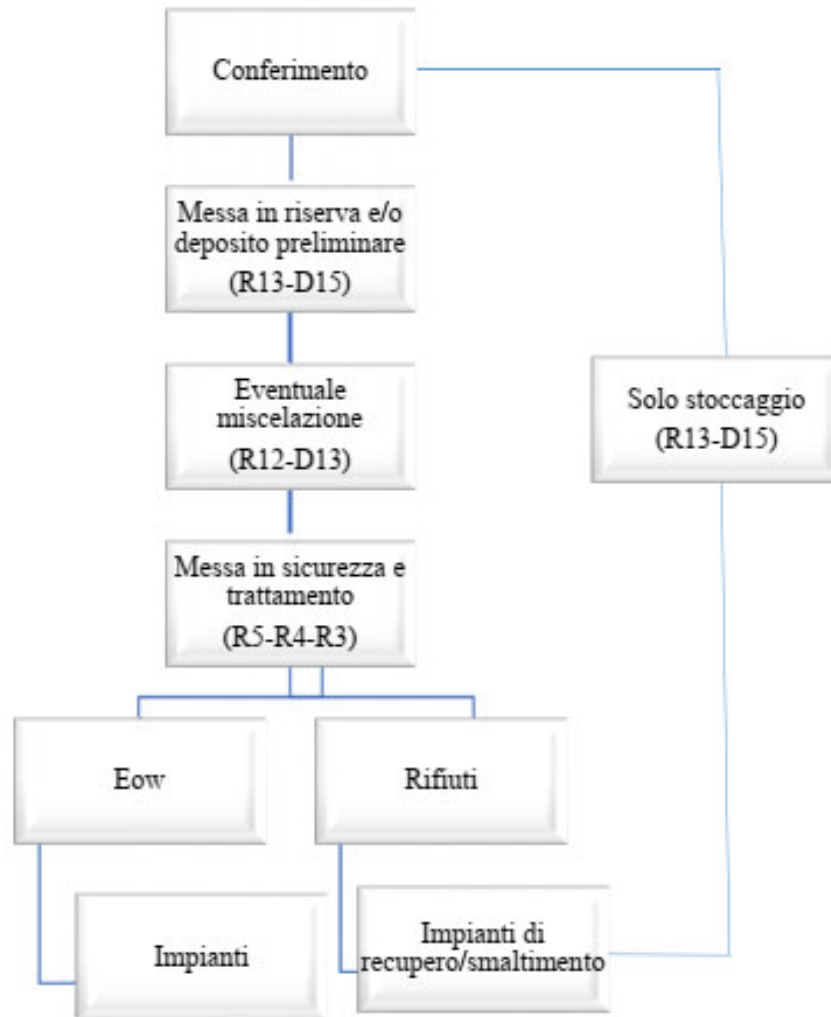 Conferimento
Messa in riserva e/o
deposito preliminare
(R13-D15)
Eventuale
miscelazione
(R12-D13)
Solo stoccaggio
(R13-D15)
Messa in sicurezza e
trattamento
(R5-R4-R3)
Eow
Rifiuti
Impianti
Impianti di
recupero/smaltimento